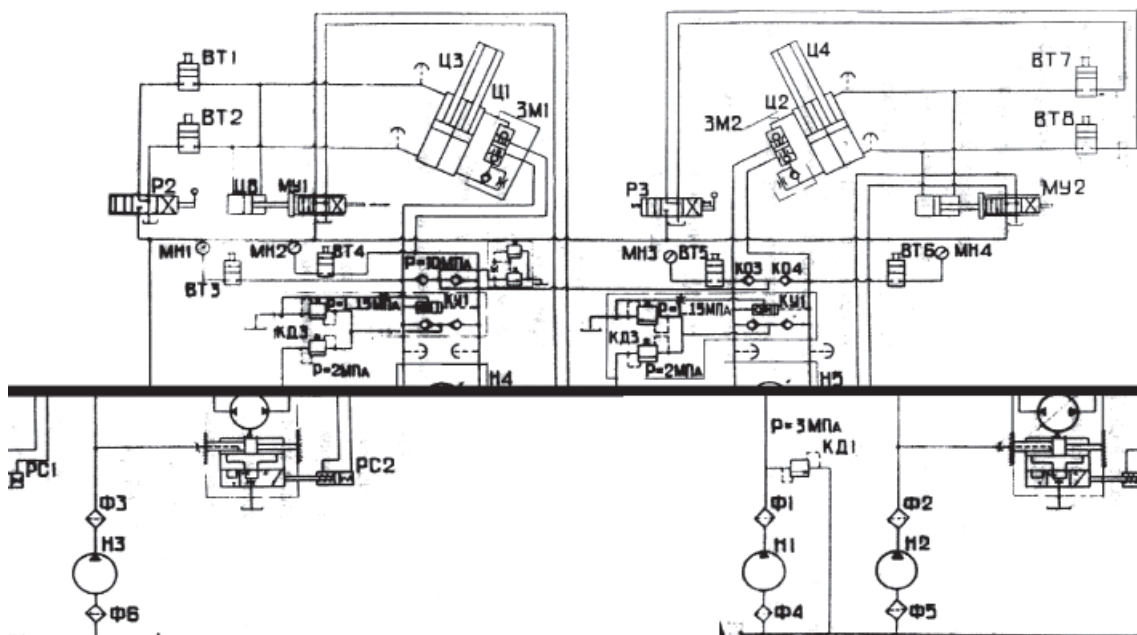 ВТ1
Ц3
Ц4
ВТ7
Ц1
ЗМ1
Ц2
ВТ2
ЗМ2
ВТ8
Р2
Ц8
МУ1
Р3
МУ2
МН1
МН2
ВТ4
МН3
ВТ5
ВТ6
МН4
Р=10МПа
КО3
КО4
ВТ3
КУ1
КУ1
КД3
КД3
Р=2МПа
Н4
Р=2МПа
Н5
Р=3МПа
КД1
РС1
РС2
Ф3
Ф1
Ф2
Н3
Н1
Н2
Ф6
Ф4
Ф5